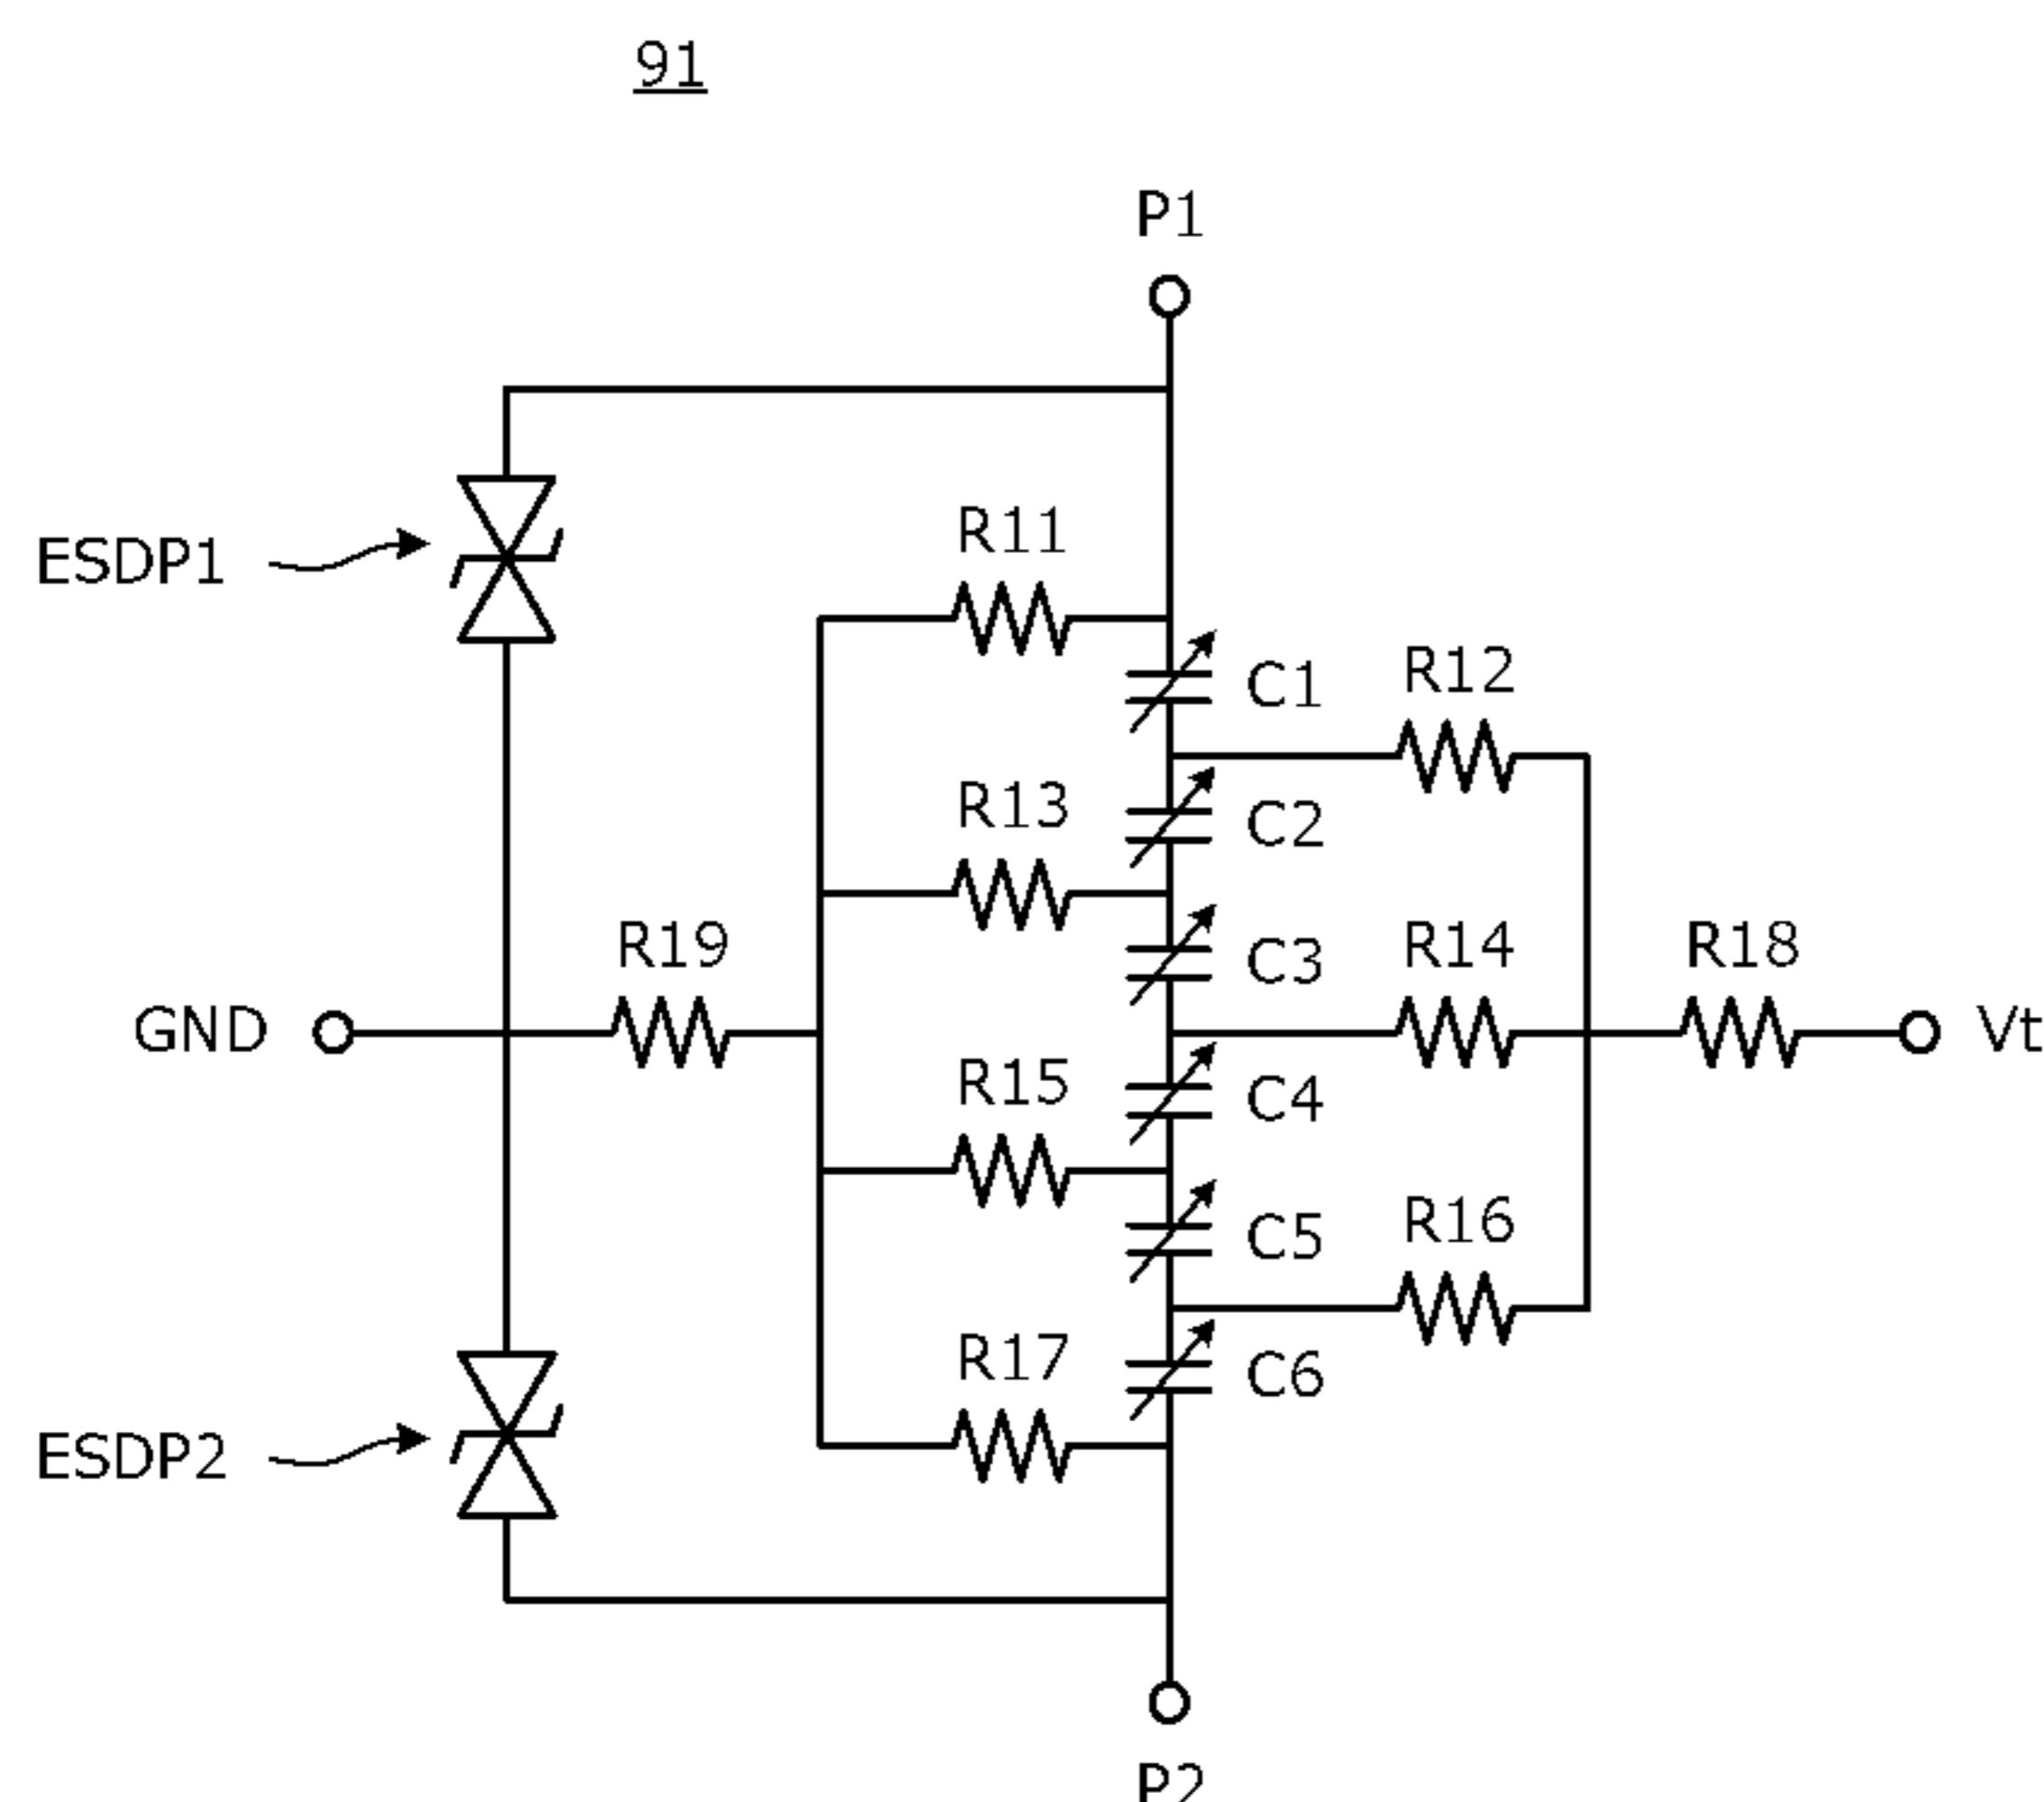 91
P1
R11
ESDP1
C1
R12
R13
C2
R19
C3
R14
R18
GND
Vt
R15
C4
R16
C5
R17
C6
ESDP2
P2